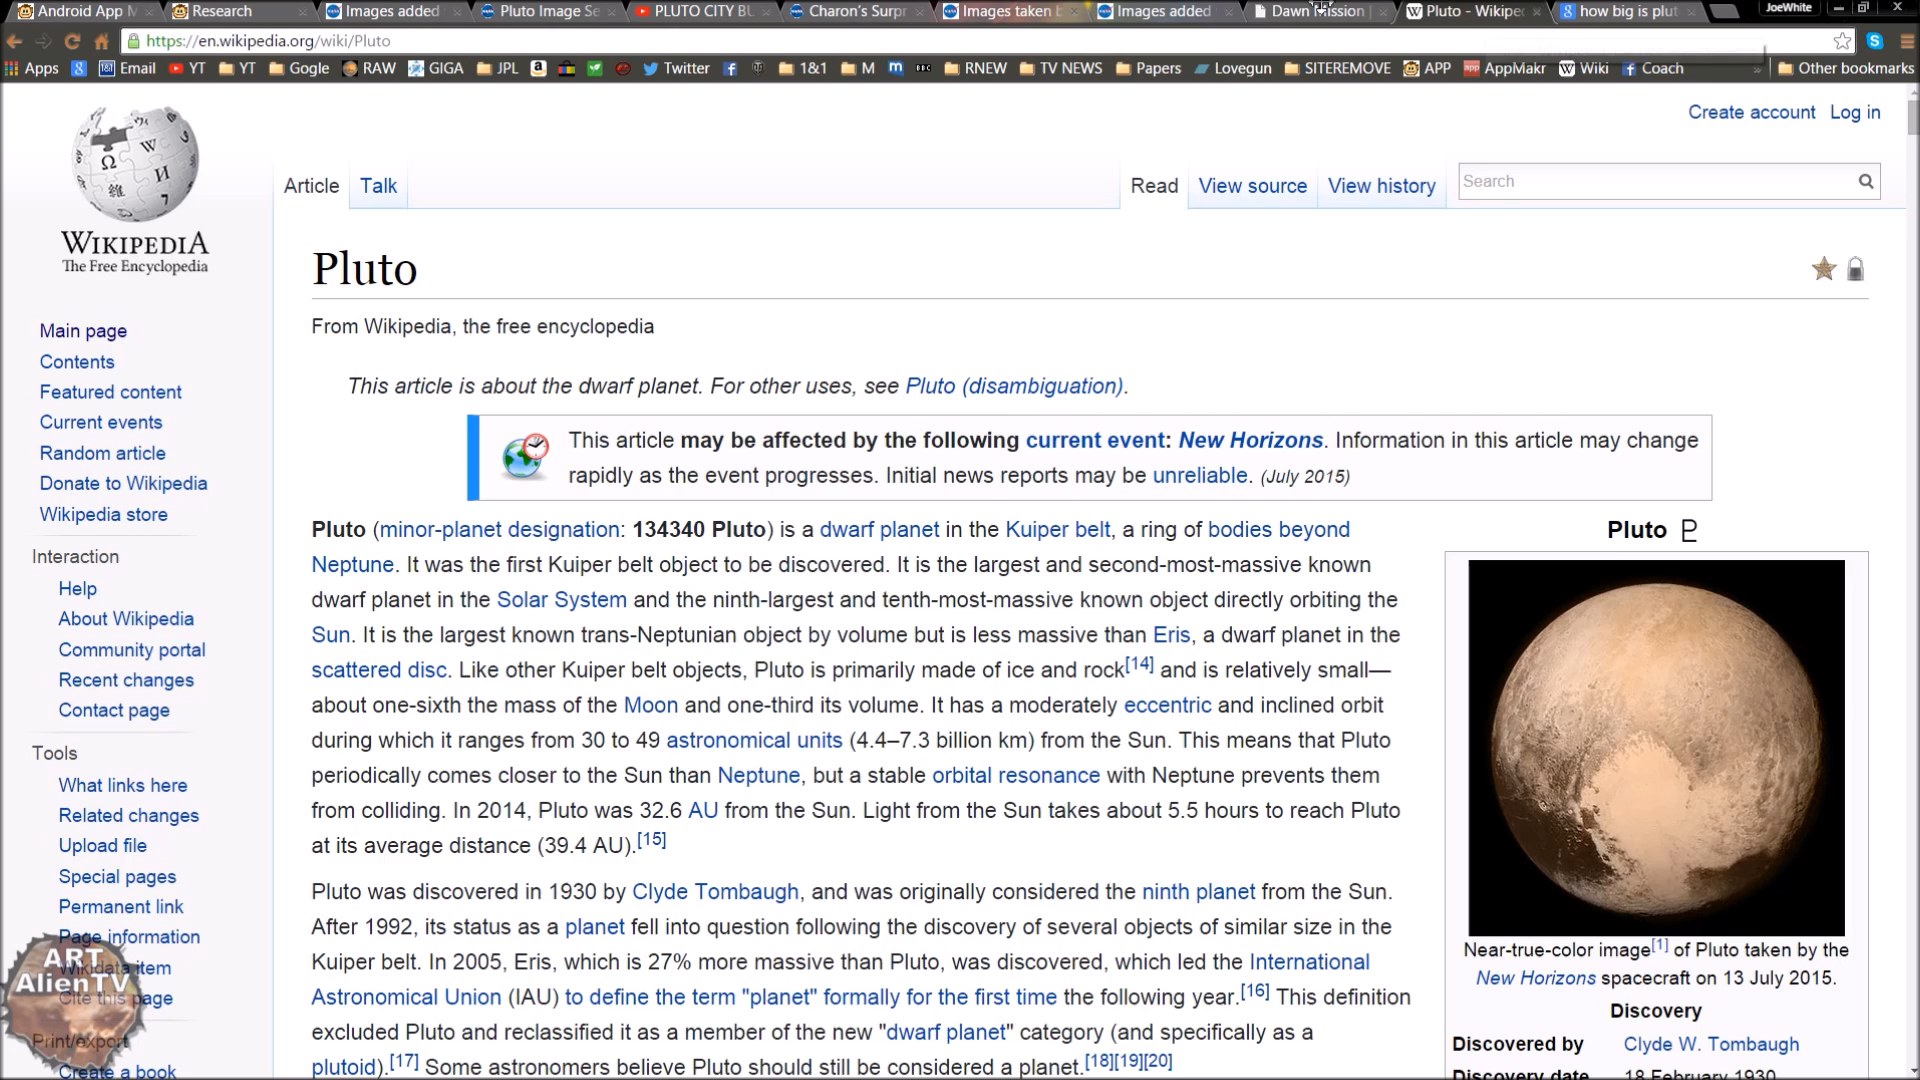 Android App M
Research
Images added
Pluto Image Se
PLUTO CITY BU
Charon's Surpr
Images taken b
Images added
Dawn Mission
Pluto - Wikipec
how big is plut
JoeWhite
https://en.wikipedia.org/wiki/Pluto
Apps
Email
YT
YT
Gogle
RAW
GIGA
JPL
Twitter
1&1
M
RNEW
TV NEWS
Papers
Lovegun
SITEREMOVE
APP
AppMakr
Wiki
Coach
Other bookmarks
Create account Log in
Article Talk
Read View source View history
Search
WIKIPEDIA
The Free Encyclopedia
Main page
Contents
Featured content
Current events
Random article
Donate to Wikipedia
Wikipedia store
Interaction
Help
About Wikipedia
Community portal
Recent changes
Contact page
Tools
What links here
Related changes
Upload file
Special pages
Permanent link
Page information
Wikidata item
Cite this page
Print/export
Create a book
ART
AlienTV
Pluto
From Wikipedia, the free encyclopedia
This article is about the dwarf planet. For other uses, see Pluto (disambiguation).
This article may be affected by the following current event: New Horizons. Information in this article may change
rapidly as the event progresses. Initial news reports may be unreliable. (July 2015)
Pluto (minor-planet designation: 134340 Pluto) is a dwarf planet in the Kuiper belt, a ring of bodies beyond
Neptune. It was the first Kuiper belt object to be discovered. It is the largest and second-most-massive known
dwarf planet in the Solar System and the ninth-largest and tenth-most-massive known object directly orbiting the
Sun. It is the largest known trans-Neptunian object by volume but is less massive than Eris, a dwarf planet in the
scattered disc. Like other Kuiper belt objects, Pluto is primarily made of ice and rock[14] and is relatively small—
about one-sixth the mass of the Moon and one-third its volume. It has a moderately eccentric and inclined orbit
during which it ranges from 30 to 49 astronomical units (4.4–7.3 billion km) from the Sun. This means that Pluto
periodically comes closer to the Sun than Neptune, but a stable orbital resonance with Neptune prevents them
from colliding. In 2014, Pluto was 32.6 AU from the Sun. Light from the Sun takes about 5.5 hours to reach Pluto
at its average distance (39.4 AU).[15]
Pluto was discovered in 1930 by Clyde Tombaugh, and was originally considered the ninth planet from the Sun.
After 1992, its status as a planet fell into question following the discovery of several objects of similar size in the
Kuiper belt. In 2005, Eris, which is 27% more massive than Pluto, was discovered, which led the International
Astronomical Union (IAU) to define the term "planet" formally for the first time the following year.[16] This definition
excluded Pluto and reclassified it as a member of the new "dwarf planet" category (and specifically as a
plutoid).[17] Some astronomers believe Pluto should still be considered a planet.[18][19][20]
Pluto
Near-true-color image[1] of Pluto taken by the
New Horizons spacecraft on 13 July 2015.
Discovery
Discovered by Clyde W. Tombaugh
Discovery date 18 February 1930